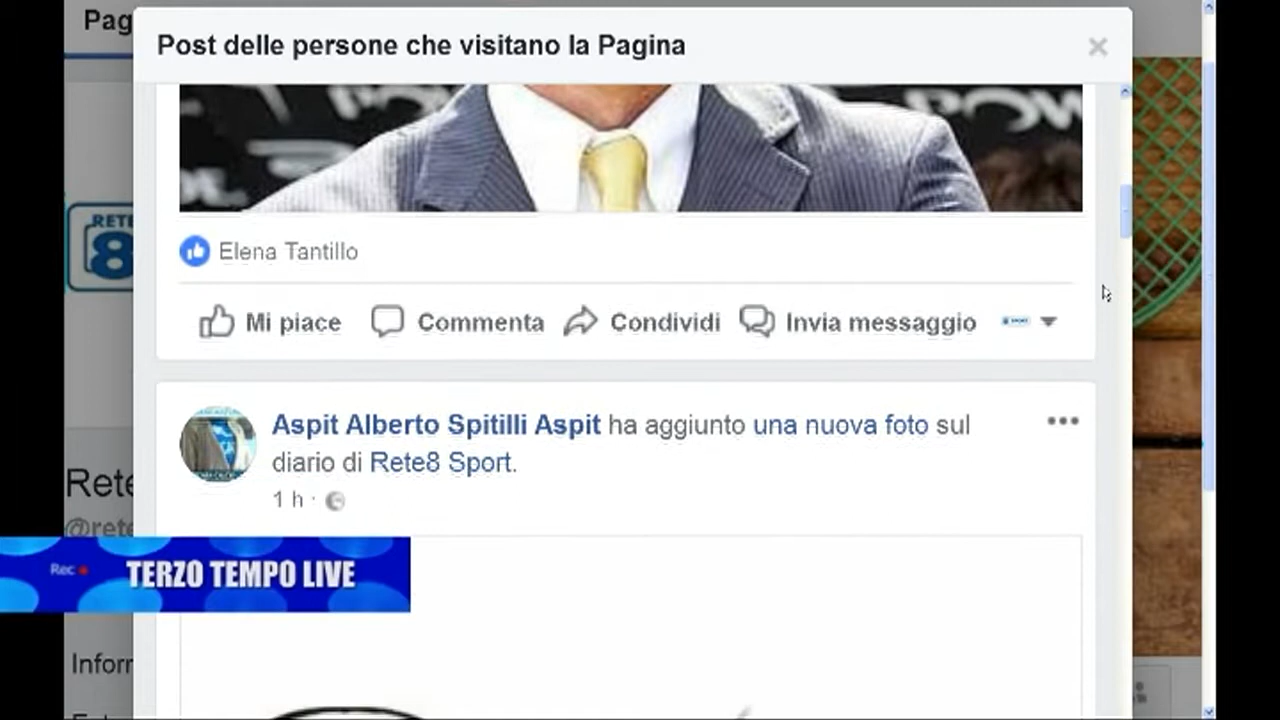 Pag
Post delle persone che visitano la Pagina
RETE
8
Elena Tantillo
Mi piace
Commenta
Condividi
Invia messaggio
Aspit Alberto Spitilli Aspit ha aggiunto una nuova foto sul
diario di Rete8 Sport.
1 h ·
Rete
@rete
Rec
TERZO TEMPO LIVE
Inforr